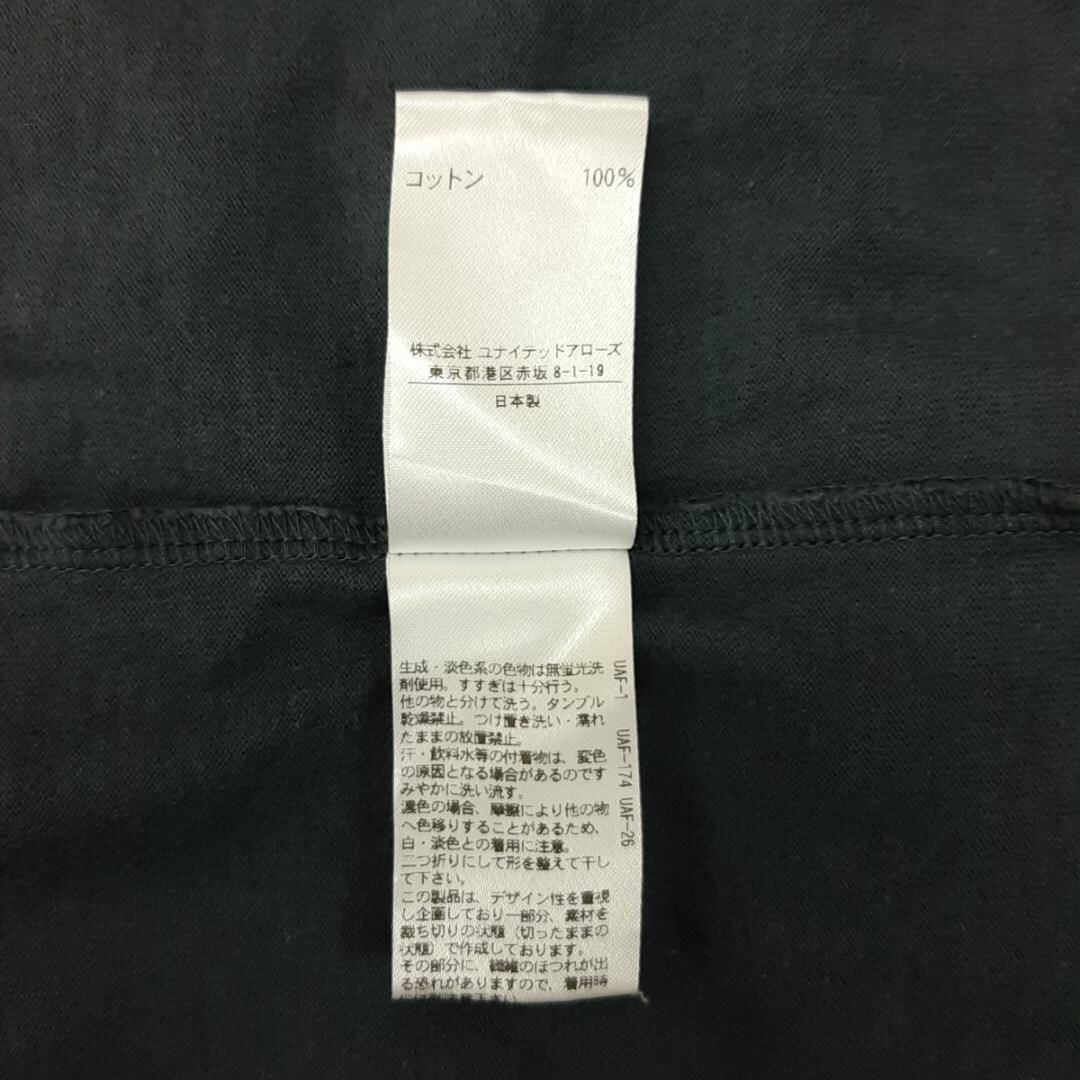 コットン 100%
株式会社 ユナイテッドアローズ
東京都港区赤坂 8-1-19
日本製
生成・淡色系の色物は無蛍光洗
剤使用。すすぎは十分行う。
他の物と分けて洗う。タンブル
乾燥禁止。つけ置き洗い・濡れ
たままの放置禁止。
汗・飲料水等の付着物は、変色
の原因となる場合があるのです
みやかに洗い流す。
濃色の場合、摩擦により他の物
へ色移りすることがあるため、
白・淡色との着用に注意。
二つ折りにして形を整えて干し
て下さい。
この製品は、デザイン性を重視
し企画しており一部分、素材を
裁ち切りの状態（切ったままの
状態）で作成しております。
その部分に、繊維のほつれが出
る恐れがありますので、着用時
UAF-1 UAF-174 UAF-26